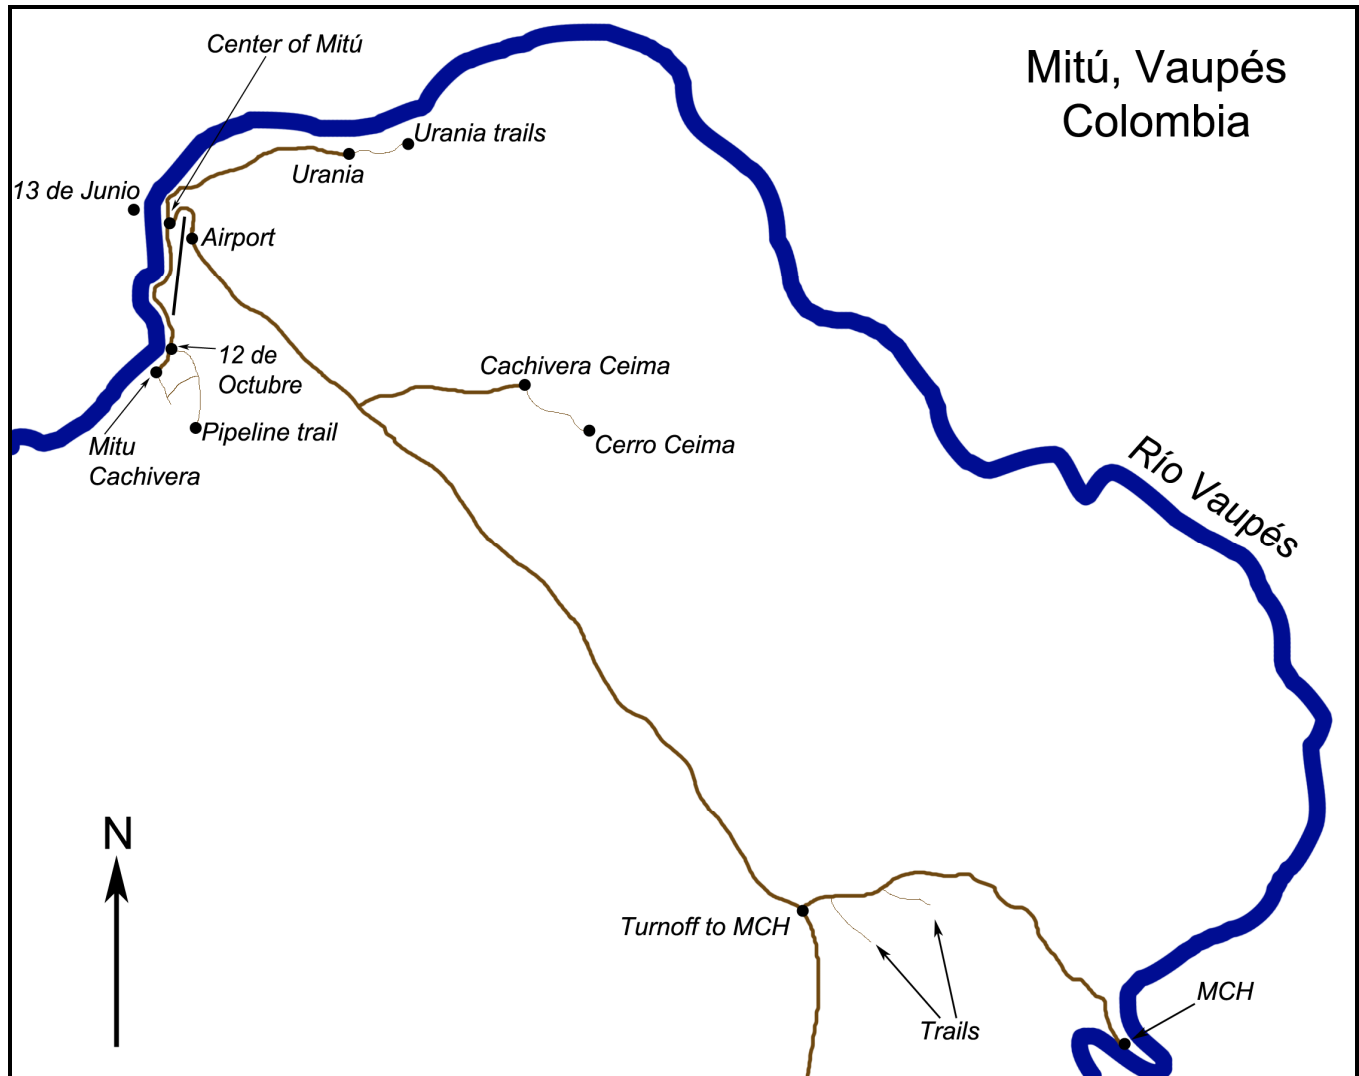 Center of Mitú
Mitú, Vaupés
Colombia
Urania trails
Urania
13 de Junio
Airport
12 de
Octubre
Cachivera Ceima
Cerro Ceima
Pipeline trail
Mitu
Cachivera
Río Vaupés
N
Turnoff to MCH
MCH
Trails